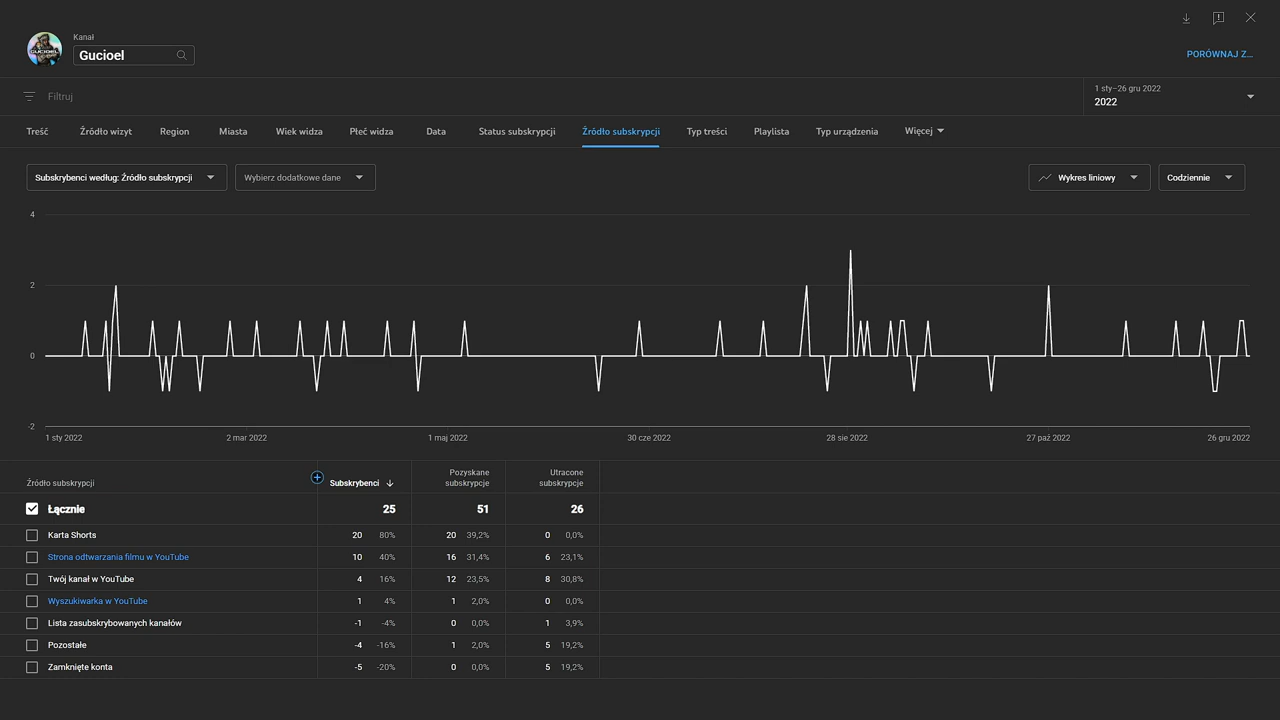 Kanał
Gucioel
PORÓWNAJ Z...
Filtruj
1 sty–26 gru 2022
2022
Treść Źródło wizyt Region Miasta Wiek widza Płeć widza Data Status subskrypcji Źródło subskrypcji Typ treści Playlista Typ urządzenia Więcej
Subskrybenci według: Źródło subskrypcji Wybierz dodatkowe dane Wykres liniowy Codziennie
4
2
0
-2
1 sty 2022 2 mar 2022 1 maj 2022 30 cze 2022 28 sie 2022 27 paź 2022 26 gru 2022
Źródło subskrypcji Subskrybenci Pozyskane subskrypcje Utracone subskrypcje
Łącznie 25 51 26
Karta Shorts 20 80% 20 39,2% 0 0,0%
Strona odtwarzania filmu w YouTube 10 40% 16 31,4% 6 23,1%
Twój kanał w YouTube 4 16% 12 23,5% 8 30,8%
Wyszukiwarka w YouTube 1 4% 1 2,0% 0 0,0%
Lista zasubskrybowanych kanałów -1 -4% 0 0,0% 1 3,9%
Pozostałe -4 -16% 1 2,0% 5 19,2%
Zamknięte konta -5 -20% 0 0,0% 5 19,2%